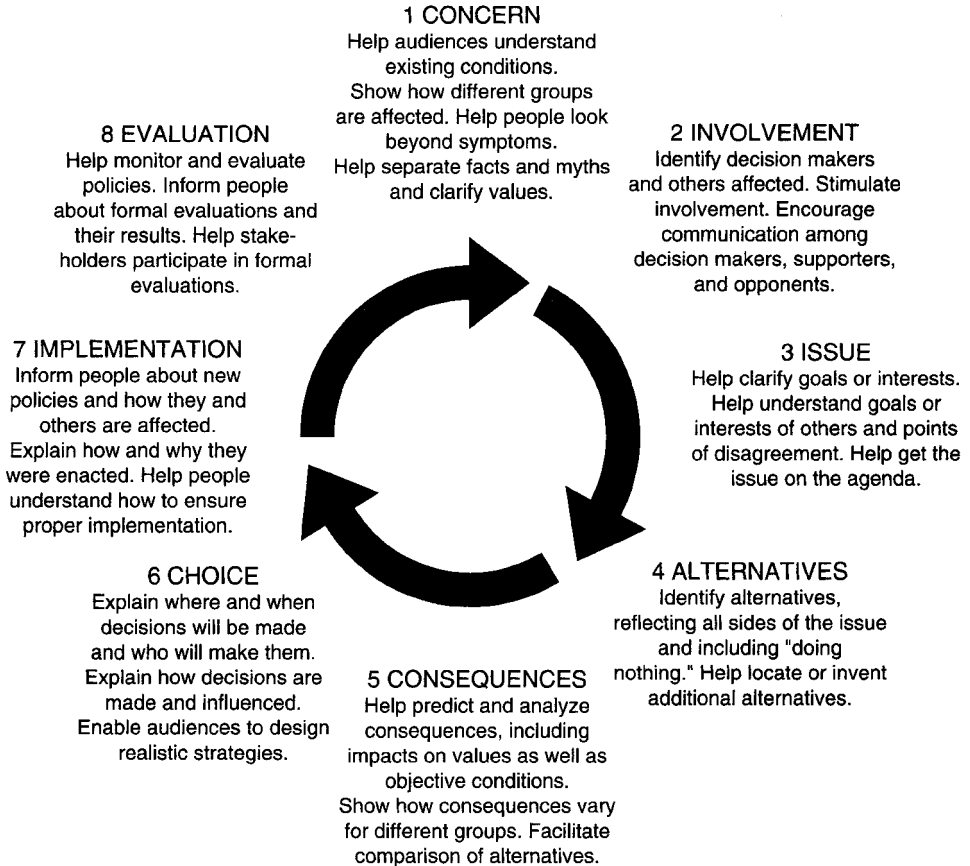 1 CONCERN
Help audiences understand
existing conditions.
Show how different groups
are affected. Help people look
beyond symptoms.
Help separate facts and myths
and clarify values.
2 INVOLVEMENT
Identify decision makers
and others affected. Stimulate
involvement. Encourage
communication among
decision makers, supporters,
and opponents.
3 ISSUE
Help clarify goals or interests.
Help understand goals or
interests of others and points
of disagreement. Help get the
issue on the agenda.
4 ALTERNATIVES
Identify alternatives,
reflecting all sides of the issue
and including "doing
nothing." Help locate or invent
additional alternatives.
5 CONSEQUENCES
Help predict and analyze
consequences, including
impacts on values as well as
objective conditions.
Show how consequences vary
for different groups. Facilitate
comparison of alternatives.
6 CHOICE
Explain where and when
decisions will be made
and who will make them.
Explain how decisions are
made and influenced.
Enable audiences to design
realistic strategies.
7 IMPLEMENTATION
Inform people about new
policies and how they and
others are affected.
Explain how and why they
were enacted. Help people
understand how to ensure
proper implementation.
8 EVALUATION
Help monitor and evaluate
policies. Inform people
about formal evaluations and
their results. Help stake-
holders participate in formal
evaluations.